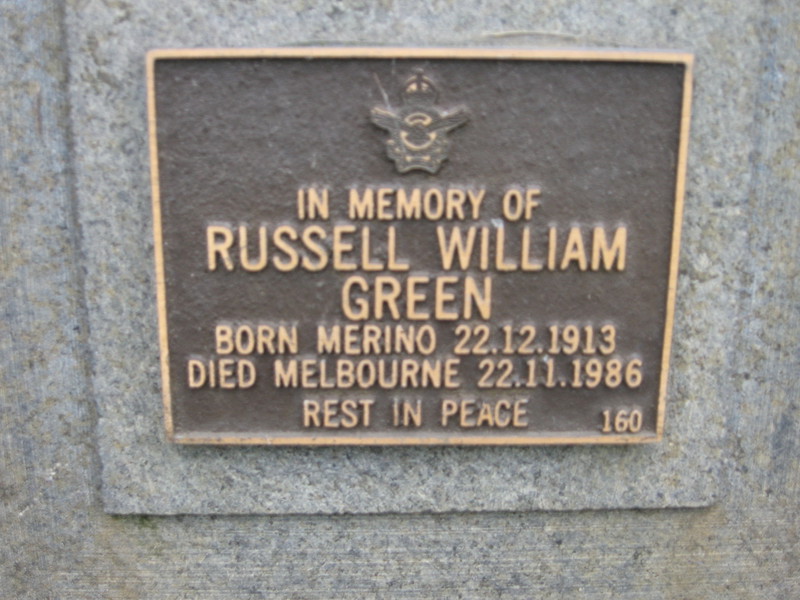 IN MEMORY OF
RUSSELL WILLIAM
GREEN
BORN MERINO 22.12.1913
DIED MELBOURNE 22.11.1986
REST IN PEACE
160